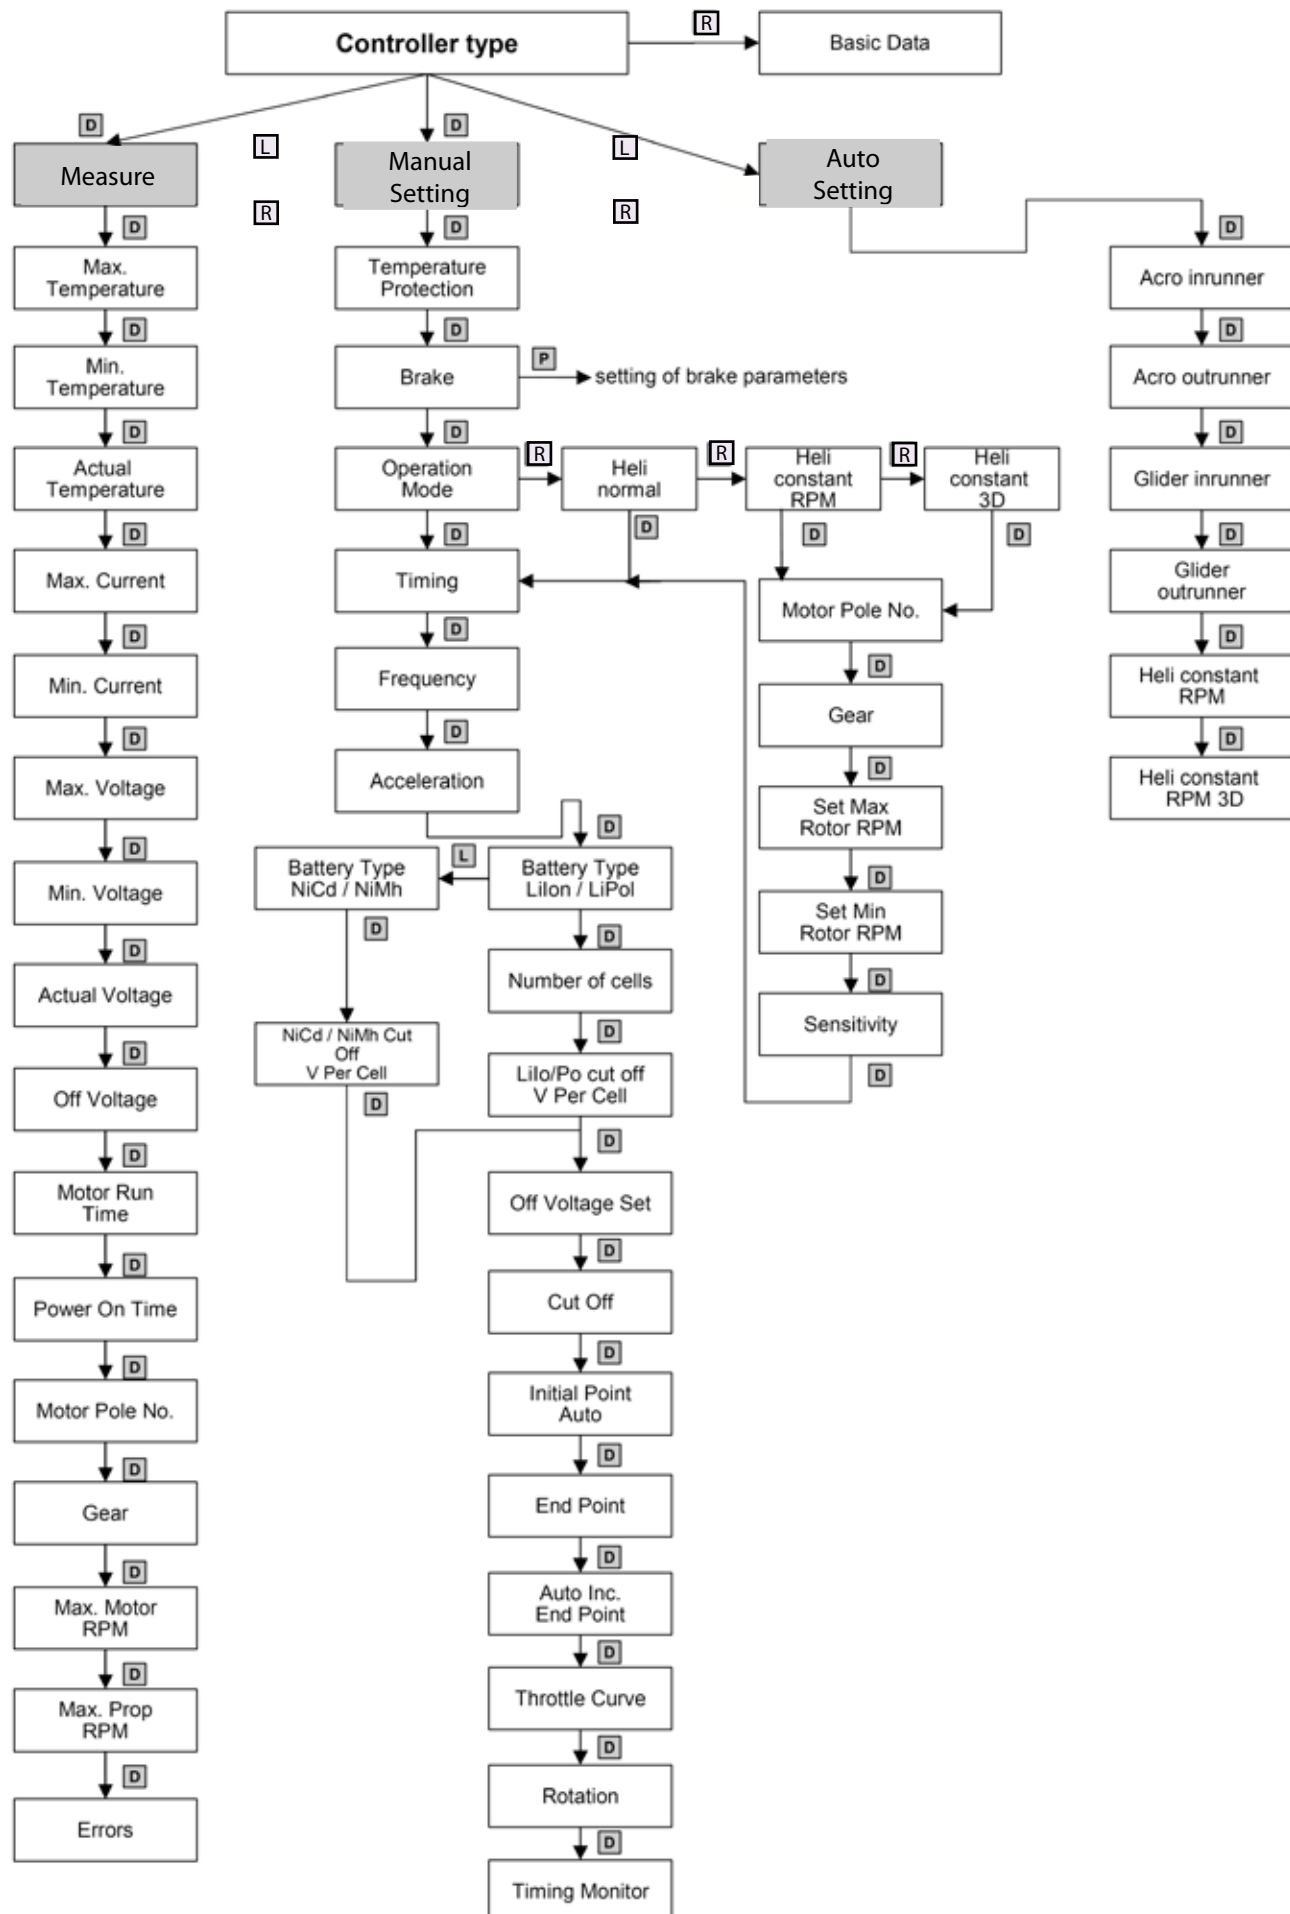 Controller type
R
Basic Data
D
L
D
L
Measure
Manual
Setting
Auto
Setting
R
R
D
Max.
Temperature
D
Min.
Temperature
D
Actual
Temperature
D
Max. Current
D
Min. Current
D
Max. Voltage
D
Min. Voltage
D
Actual Voltage
D
Off Voltage
D
Motor Run
Time
D
Power On Time
D
Motor Pole No.
D
Gear
D
Max. Motor
RPM
D
Max. Prop
RPM
D
Errors
D
Temperature
Protection
D
Brake
P
setting of brake parameters
D
Operation
Mode
R
Heli
normal
R
Heli
constant
RPM
R
Heli
constant
3D
D
D
D
D
Timing
D
Frequency
D
Acceleration
D
Battery Type
NiCd / NiMh
L
Battery Type
LiIon / LiPol
D
NiCd / NiMh Cut
Off
V Per Cell
D
D
Number of cells
D
LiIo/Po cut off
V Per Cell
D
Off Voltage Set
D
Cut Off
D
Initial Point
Auto
D
End Point
D
Auto Inc.
End Point
D
Throttle Curve
D
Rotation
D
Timing Monitor
Motor Pole No.
D
Gear
D
Set Max
Rotor RPM
D
Set Min
Rotor RPM
D
Sensitivity
D
D
Acro inrunner
D
Acro outrunner
D
Glider inrunner
D
Glider
outrunner
D
Heli constant
RPM
D
Heli constant
RPM 3D